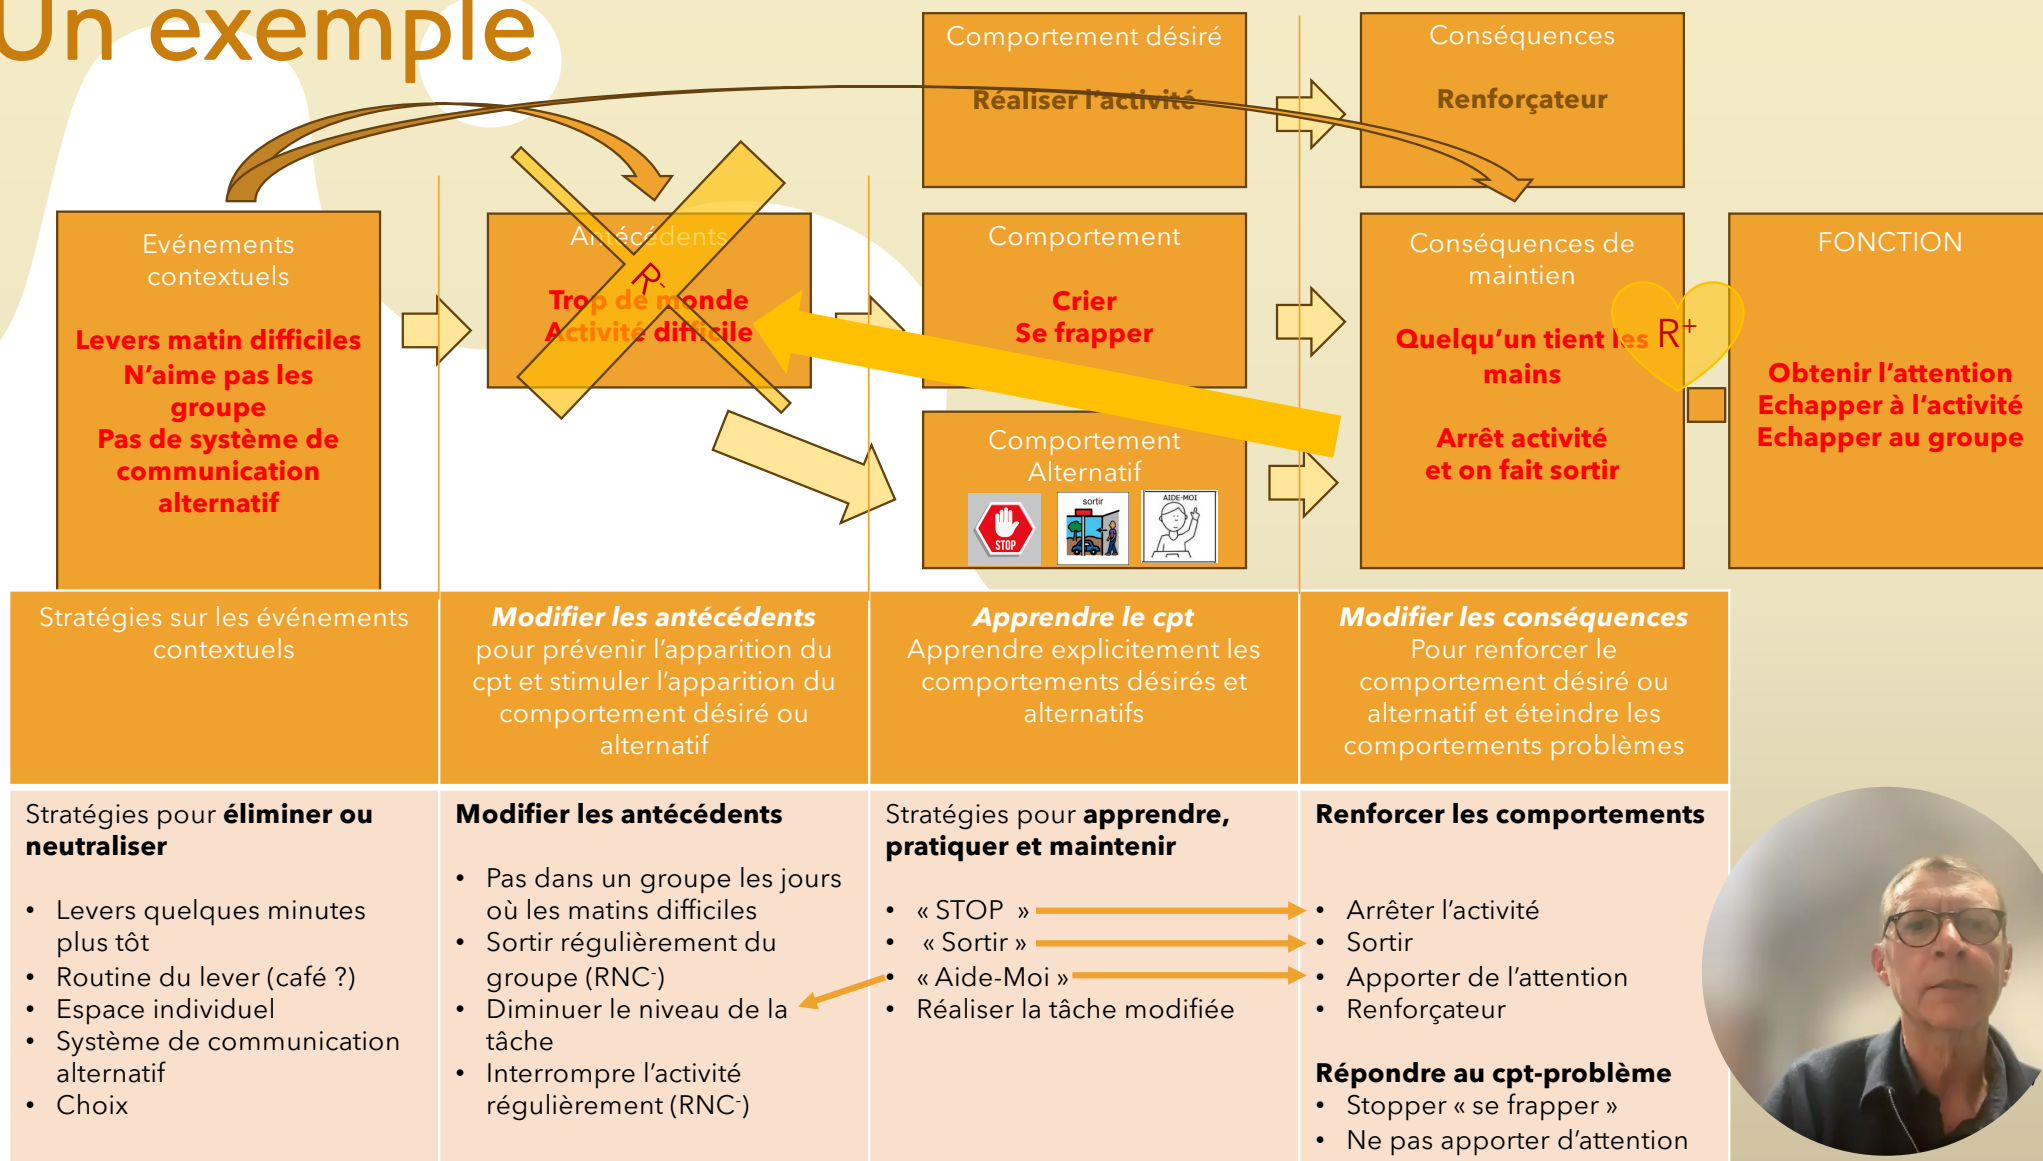 Un exemple
Comportement désiré
Réaliser l'activité
Conséquences
Renforçateur
Evénements
contextuels
Levers matin difficiles
N'aime pas les
groupe
Pas de système de
communication
alternatif
Antécédents
Trop de monde
Activité difficile
R-
Comportement
Crier
Se frapper
Comportement
Alternatif
STOP
sortir
AIDE-MOI
Conséquences de
maintien
Quelqu'un tient les
mains
Arrêt activité
et on fait sortir
R+
FONCTION
Obtenir l'attention
Echapper à l'activité
Echapper au groupe
Stratégies sur les événements
contextuels
Modifier les antécédents
pour prévenir l'apparition du
cpt et stimuler l'apparition du
comportement désiré ou
alternatif
Apprendre le cpt
Apprendre explicitement les
comportements désirés et
alternatifs
Modifier les conséquences
Pour renforcer le
comportement désiré ou
alternatif et éteindre les
comportements problèmes
Stratégies pour éliminer ou
neutraliser
• Levers quelques minutes
plus tôt
• Routine du lever (café ?)
• Espace individuel
• Système de communication
alternatif
• Choix
Modifier les antécédents
• Pas dans un groupe les jours
où les matins difficiles
• Sortir régulièrement du
groupe (RNC-)
• Diminuer le niveau de la
tâche
• Interrompre l'activité
régulièrement (RNC-)
Stratégies pour apprendre,
pratiquer et maintenir
• « STOP »
• « Sortir »
• « Aide-Moi »
• Réaliser la tâche modifiée
Renforcer les comportements
• Arrêter l'activité
• Sortir
• Apporter de l'attention
• Renforçateur
Répondre au cpt-problème
• Stopper « se frapper »
• Ne pas apporter d'attention